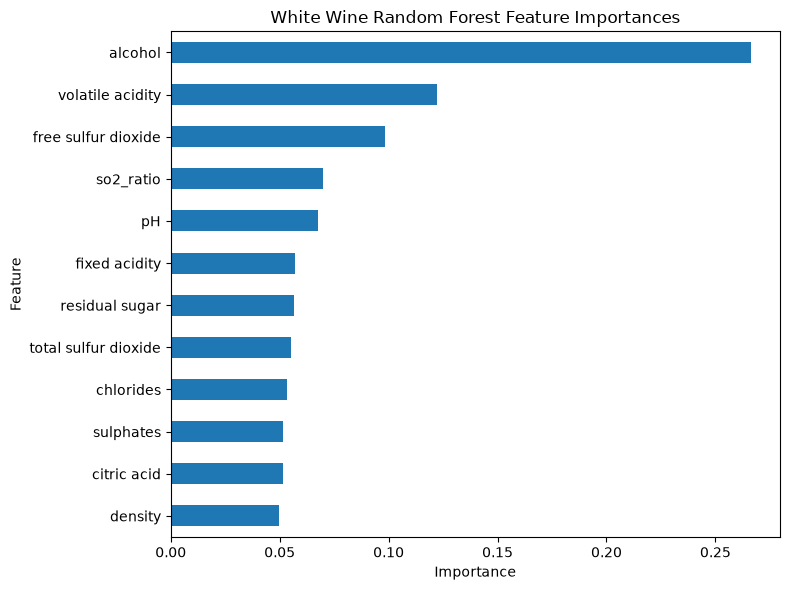 White Wine Random Forest Feature Importances
alcohol
volatile acidity
free sulfur dioxide
so2_ratio
pH
fixed acidity
residual sugar
total sulfur dioxide
chlorides
sulphates
citric acid
density
Feature
0.00 0.05 0.10 0.15 0.20 0.25
Importance